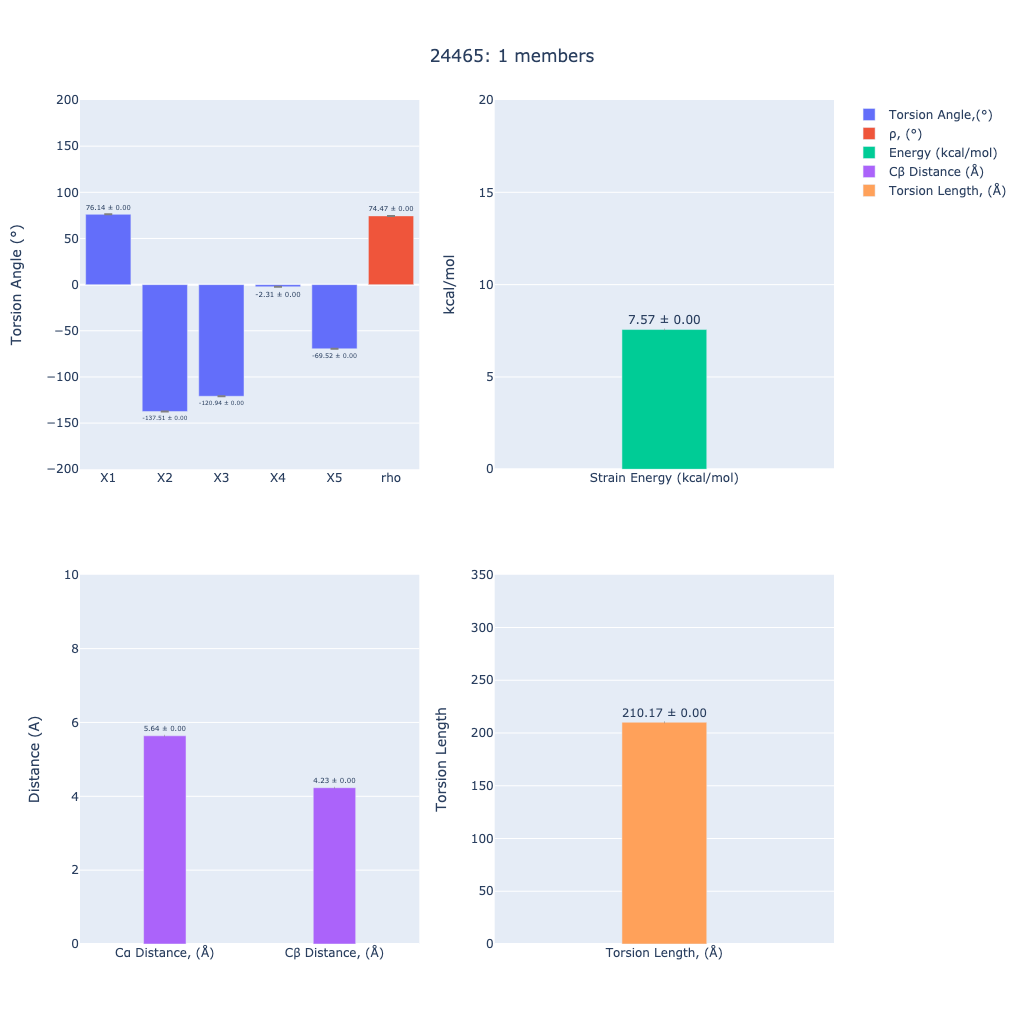 24465: 1 members
Torsion Angle (°)
200
150
100
50
0
−50
−100
−150
−200
76.14 ± 0.00
-137.51 ± 0.00
-120.94 ± 0.00
-2.31 ± 0.00
-69.52 ± 0.00
74.47 ± 0.00
X1 X2 X3 X4 X5 rho
kcal/mol
20
15
10
5
0
7.57 ± 0.00
Strain Energy (kcal/mol)
Torsion Angle,(°)
ρ, (°)
Energy (kcal/mol)
Cβ Distance (Å)
Torsion Length, (Å)
Distance (A)
10
8
6
4
2
0
5.64 ± 0.00
4.23 ± 0.00
Cα Distance, (Å) Cβ Distance, (Å)
Torsion Length
350
300
250
200
150
100
50
0
210.17 ± 0.00
Torsion Length, (Å)